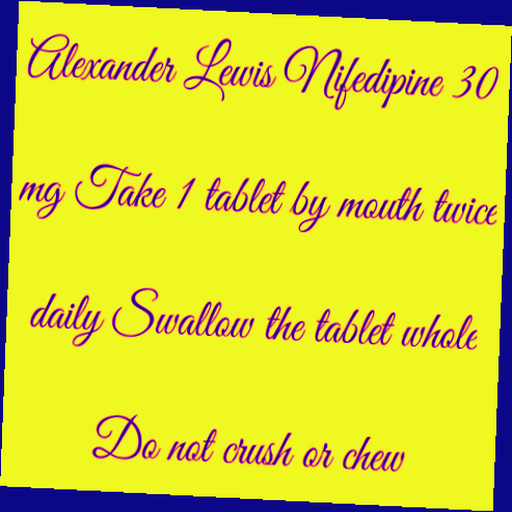 Alexander Lewis Nifedipine 30
mg Take 1 tablet by mouth twice
daily Swallow the tablet whole
Do not crush or chew